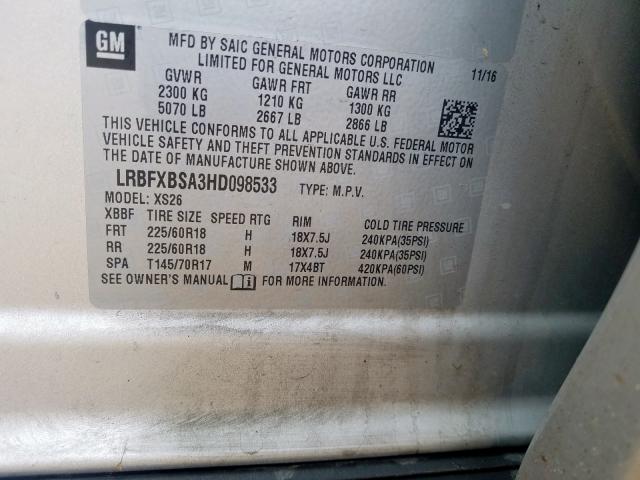 GM
MFD BY SAIC GENERAL MOTORS CORPORATION
LIMITED FOR GENERAL MOTORS LLC
11/16
GVWR GAWR FRT GAWR RR
2300 KG 1210 KG 1300 KG
5070 LB 2667 LB 2866 LB
THIS VEHICLE CONFORMS TO ALL APPLICABLE U.S. FEDERAL MOTOR
VEHICLE SAFETY AND THEFT PREVENTION STANDARDS IN EFFECT ON
THE DATE OF MANUFACTURE SHOWN ABOVE.
LRBFXBSA3HD098533 TYPE: M.P.V.
MODEL: XS26
XBBF TIRE SIZE SPEED RTG RIM COLD TIRE PRESSURE
FRT 225/60R18 H 18X7.5J 240KPA(35PSI)
RR 225/60R18 H 18X7.5J 240KPA(35PSI)
SPA T145/70R17 M 17X4BT 420KPA(60PSI)
SEE OWNER'S MANUAL FOR MORE INFORMATION.